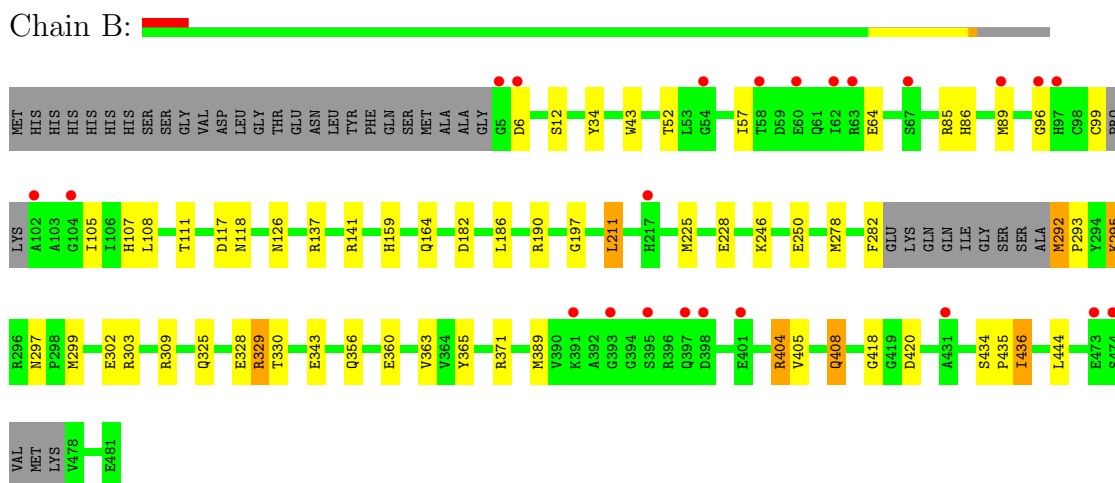 Chain B:
MET HIS HIS HIS HIS HIS HIS SER SER GLY VAL ASP LEU GLY THR GLU ASN LEU TYR PHE GLN SER MET ALA ALA GLY G5 D6 S12 Y34 W43 T52 L53 G54 I57 T58 D59 E60 Q61 I62 R63 E64 S67 R85 H86 M89 G96 H97 C98 C99 PRO
LYS A102 A103 G104 I105 I106 H107 L108 T111 D117 N118 N126 R137 R141 H159 Q164 D182 L186 R190 G197 L211 H217 M225 E228 K246 E250 M278 F282 GLU LYS GLN GLN ILE GLY SER SER ALA M292 P293 Y294 K295
R296 N297 P298 M299 E302 R303 R309 Q325 E328 R329 T330 E343 Q356 E360 V363 V364 Y365 R371 M389 V390 K391 A392 G393 G394 S395 R396 Q397 D398 E401 R404 V405 Q408 G418 G419 D420 A431 S434 P435 I436 L444 E473 S474
VAL MET LYS V478 E481